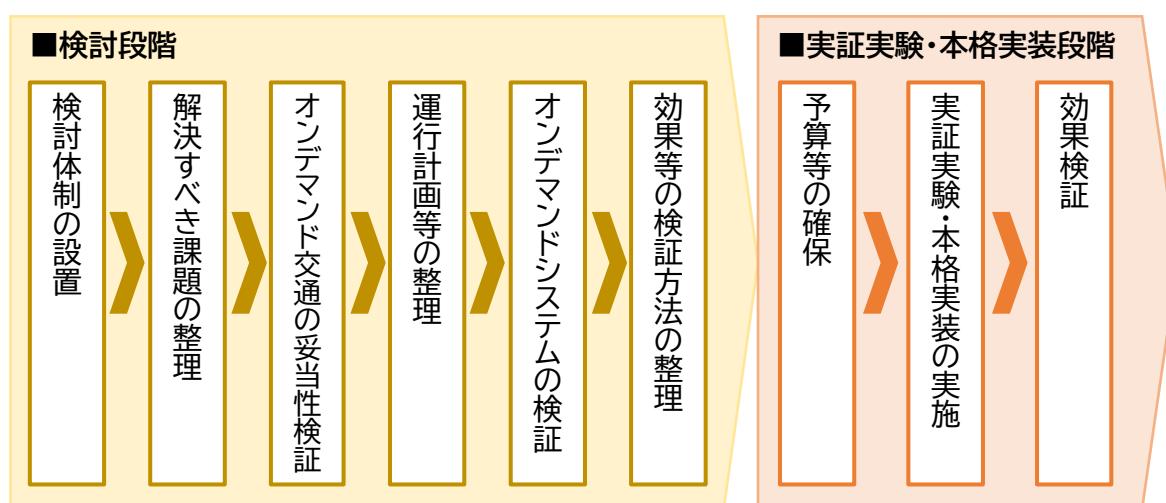 ■検討段階
検討体制の設置
解決すべき課題の整理
オンデマンド交通の妥当性検証
運行計画等の整理
オンデマンドシステムの検証
効果等の検証方法の整理
■実証実験・本格実装段階
予算等の確保
実証実験・本格実装の実施
効果検証